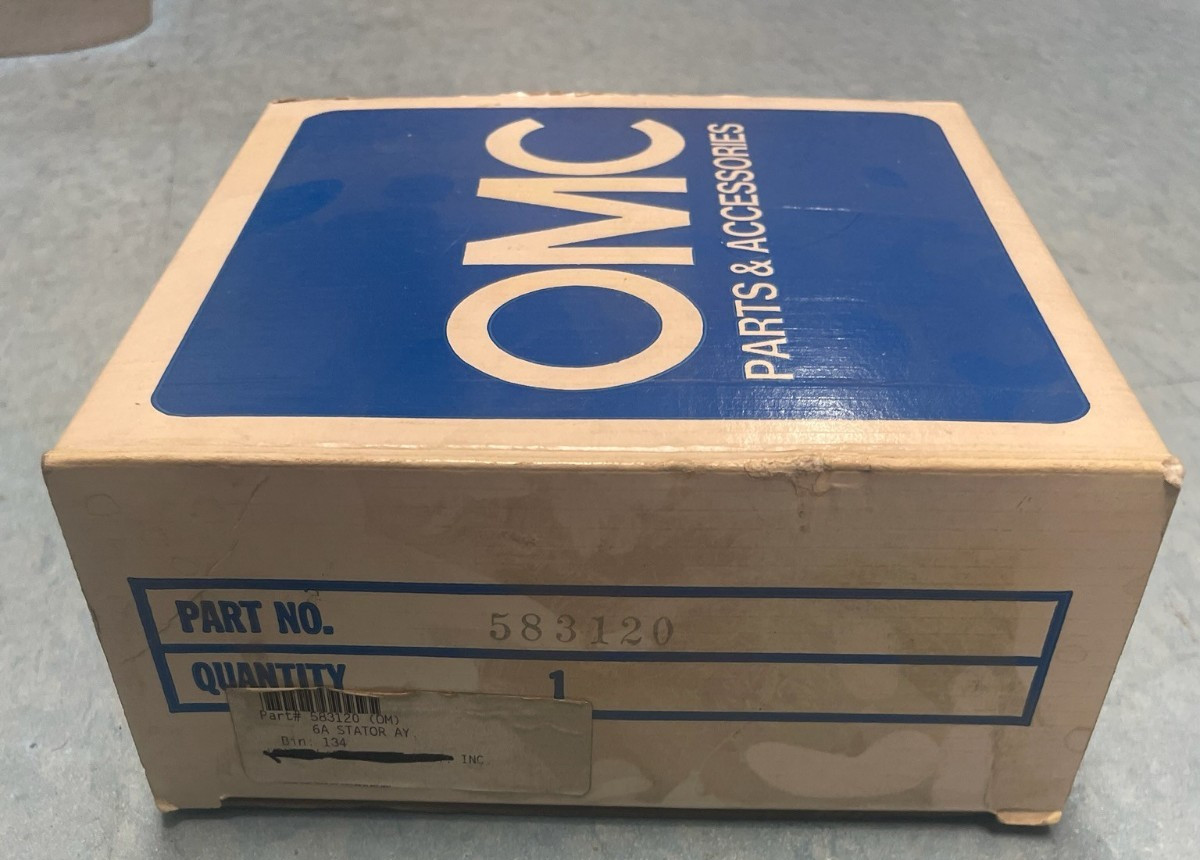 OMC
PARTS & ACCESSORIES
PART NO. 583120
QUANTITY 1
Part# 583120 (OM)
6A STATOR AY
Bin: 134
INC.